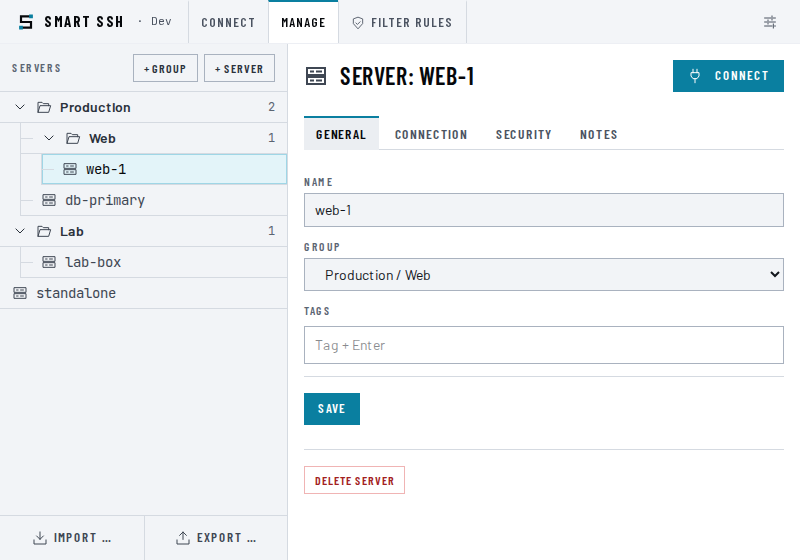 SMART SSH · Dev CONNECT MANAGE FILTER RULES
SERVERS + GROUP + SERVER
Production 2
Web 1
web-1
db-primary
Lab 1
lab-box
standalone
IMPORT ... EXPORT ...
SERVER: WEB-1 CONNECT
GENERAL CONNECTION SECURITY NOTES
NAME
web-1
GROUP
Production / Web
TAGS
Tag + Enter
SAVE
DELETE SERVER